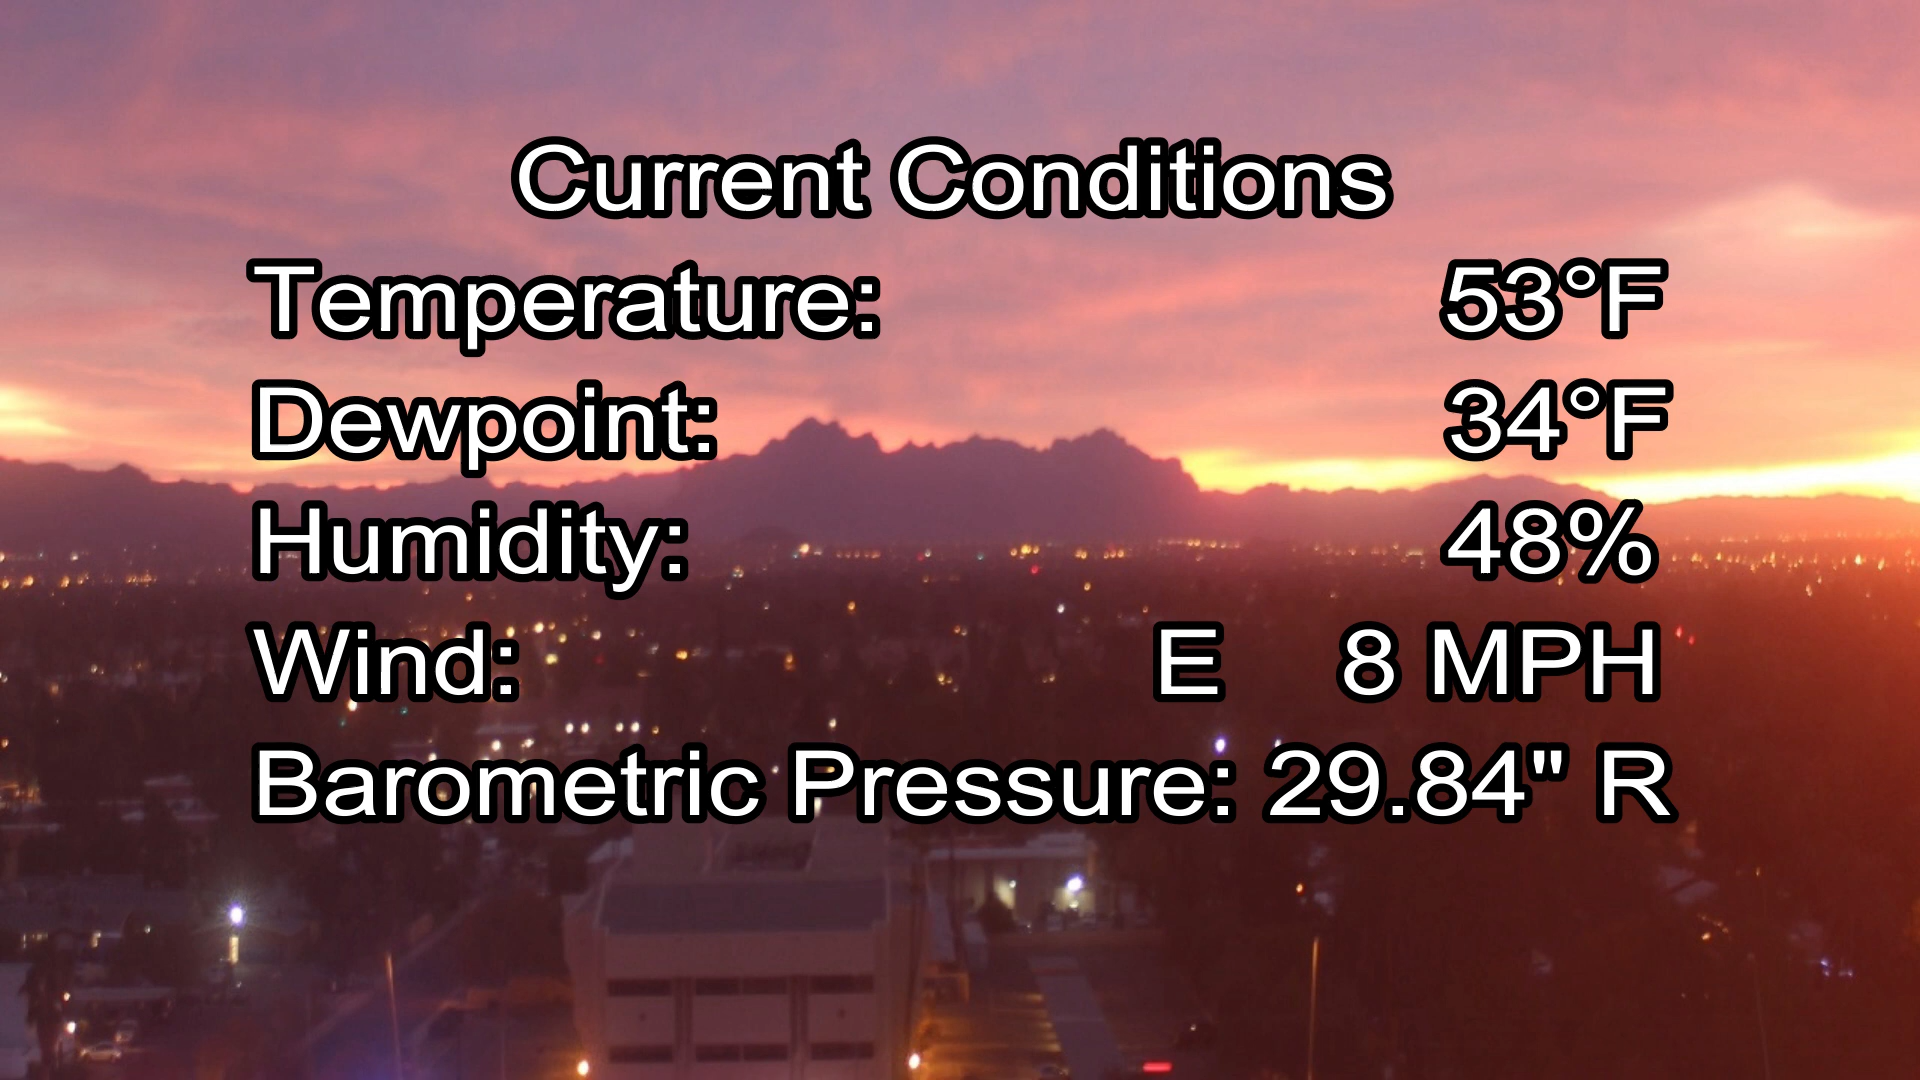 Current Conditions
Temperature: 53°F
Dewpoint: 34°F
Humidity: 48%
Wind: E 8 MPH
Barometric Pressure: 29.84" R